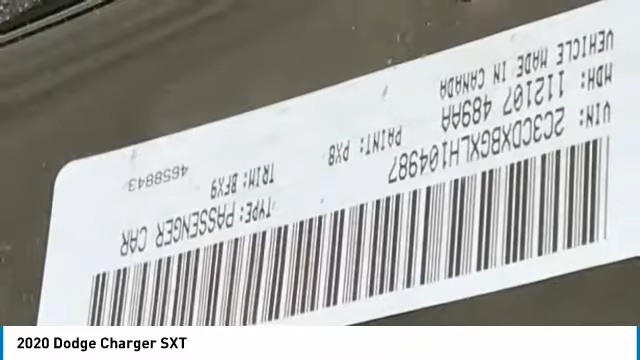 VIN: 2C3CDXBGXLH104987 TYPE: PASSENGER CAR
MDH: 112107 489AA PAINT: PX8 TRIM: BFX9
VEHICLE MADE IN CANADA 4658843
2020 Dodge Charger SXT